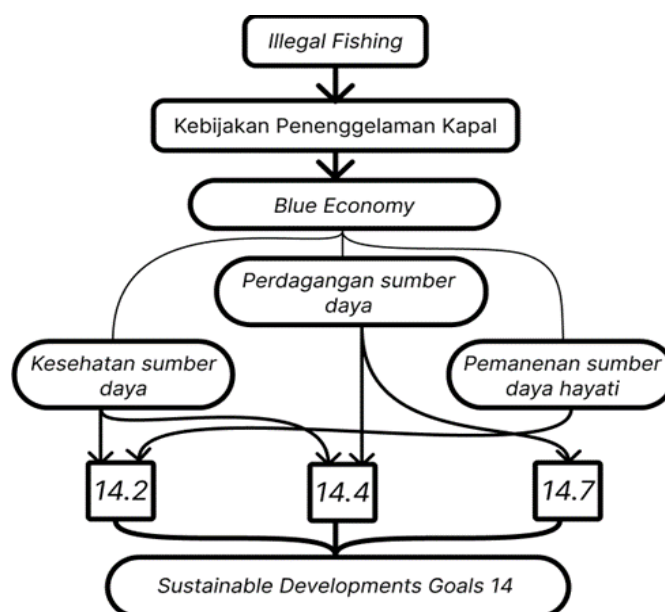 Illegal Fishing
Kebijakan Penenggelaman Kapal
Blue Economy
Perdagangan sumber
daya
Kesehatan sumber
daya
Pemanenan sumber
daya hayati
14.2
14.4
14.7
Sustainable Developments Goals 14